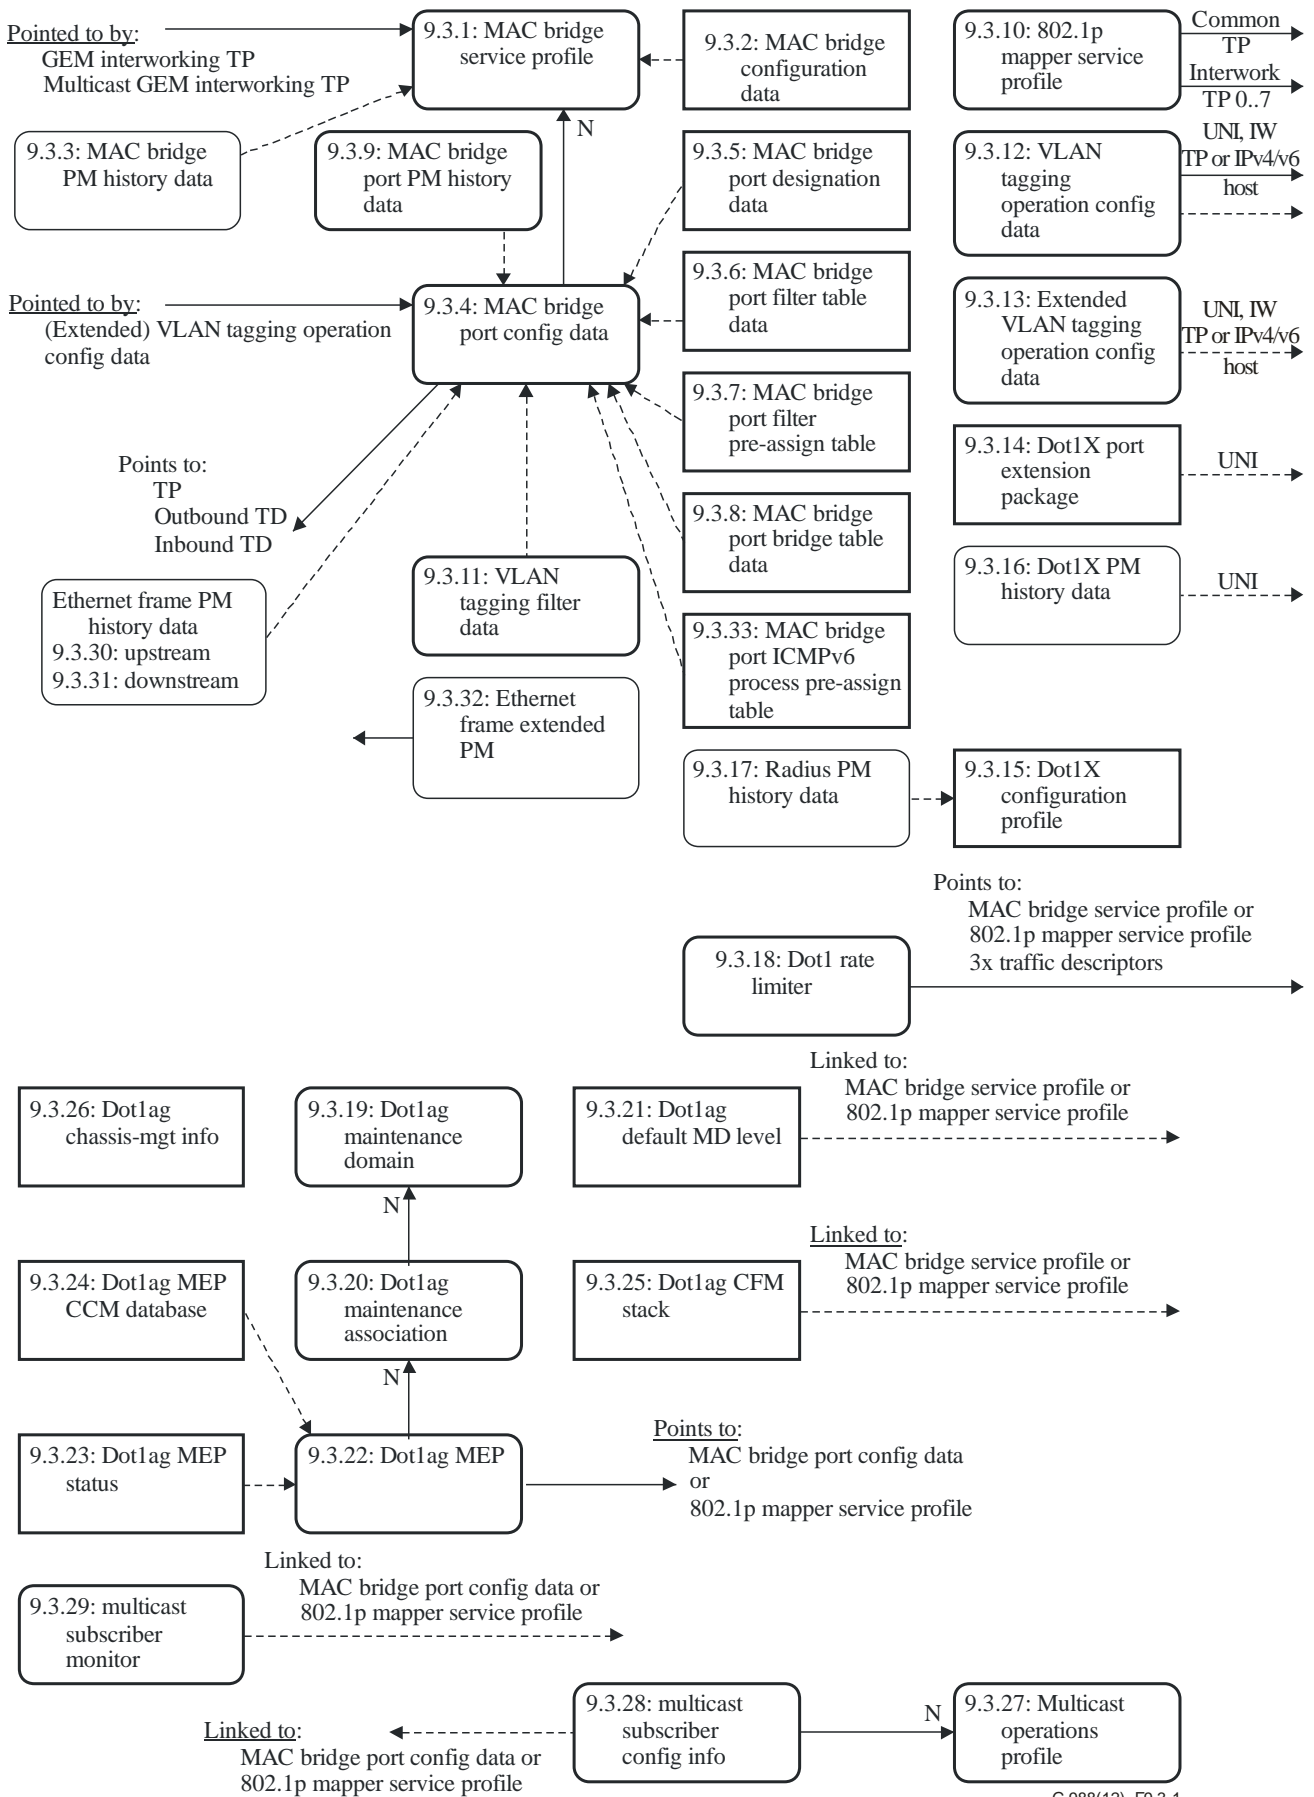 Pointed to by:
GEM interworking TP
Multicast GEM interworking TP
9.3.1: MAC bridge
service profile
9.3.2: MAC bridge
configuration
data
9.3.10: 802.1p
mapper service
profile
Common
TP
Interwork
TP 0..7
N
9.3.3: MAC bridge
PM history data
9.3.9: MAC bridge
port PM history
data
9.3.5: MAC bridge
port designation
data
9.3.12: VLAN
tagging
operation config
data
UNI, IW
TP or IPv4/v6
host
Pointed to by:
(Extended) VLAN tagging operation
config data
9.3.4: MAC bridge
port config data
9.3.6: MAC bridge
port filter table
data
9.3.13: Extended
VLAN tagging
operation config
data
UNI, IW
TP or IPv4/v6
host
9.3.7: MAC bridge
port filter
pre-assign table
9.3.14: Dot1X port
extension
package
UNI
Points to:
TP
Outbound TD
Inbound TD
9.3.8: MAC bridge
port bridge table
data
9.3.16: Dot1X PM
history data
UNI
Ethernet frame PM
history data
9.3.30: upstream
9.3.31: downstream
9.3.11: VLAN
tagging filter
data
9.3.33: MAC bridge
port ICMPv6
process pre-assign
table
9.3.32: Ethernet
frame extended
PM
9.3.17: Radius PM
history data
9.3.15: Dot1X
configuration
profile
Points to:
MAC bridge service profile or
802.1p mapper service profile
3x traffic descriptors
9.3.18: Dot1 rate
limiter
Linked to:
MAC bridge service profile or
802.1p mapper service profile
9.3.26: Dot1ag
chassis-mgt info
9.3.19: Dot1ag
maintenance
domain
9.3.21: Dot1ag
default MD level
N
Linked to:
MAC bridge service profile or
802.1p mapper service profile
9.3.24: Dot1ag MEP
CCM database
9.3.20: Dot1ag
maintenance
association
9.3.25: Dot1ag CFM
stack
N
9.3.23: Dot1ag MEP
status
9.3.22: Dot1ag MEP
Points to:
MAC bridge port config data
or
802.1p mapper service profile
Linked to:
MAC bridge port config data or
802.1p mapper service profile
9.3.29: multicast
subscriber
monitor
Linked to:
MAC bridge port config data or
802.1p mapper service profile
9.3.28: multicast
subscriber
config info
N
9.3.27: Multicast
operations
profile